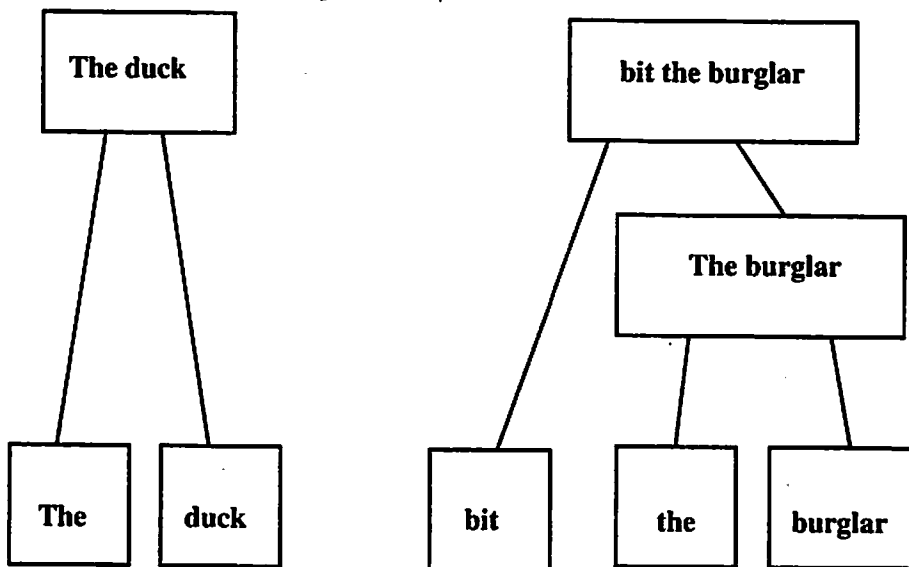 The duck
bit the burglar
The burglar
The
duck
bit
the
burglar